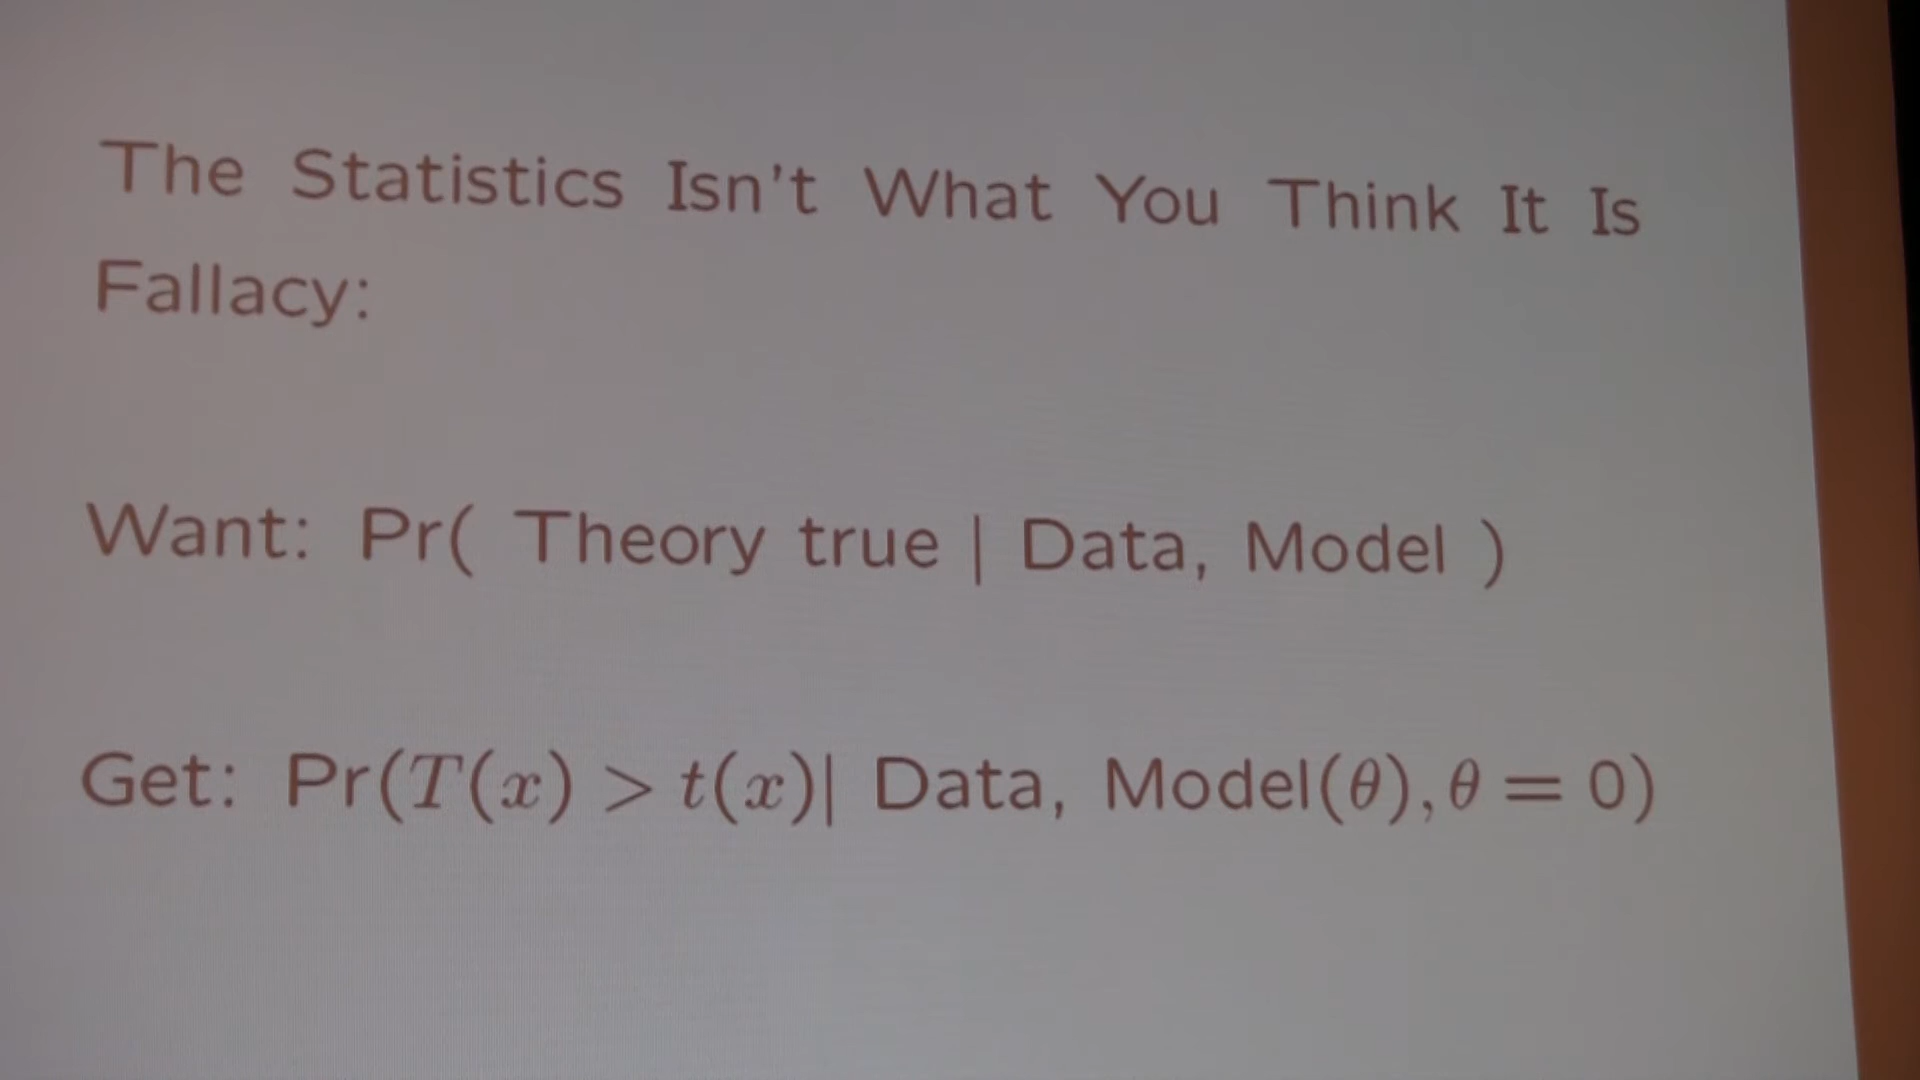 The Statistics Isn't What You Think It Is
Fallacy:
Want: Pr( Theory true | Data, Model )
Get: Pr(T(x) > t(x)| Data, Model(θ), θ = 0)